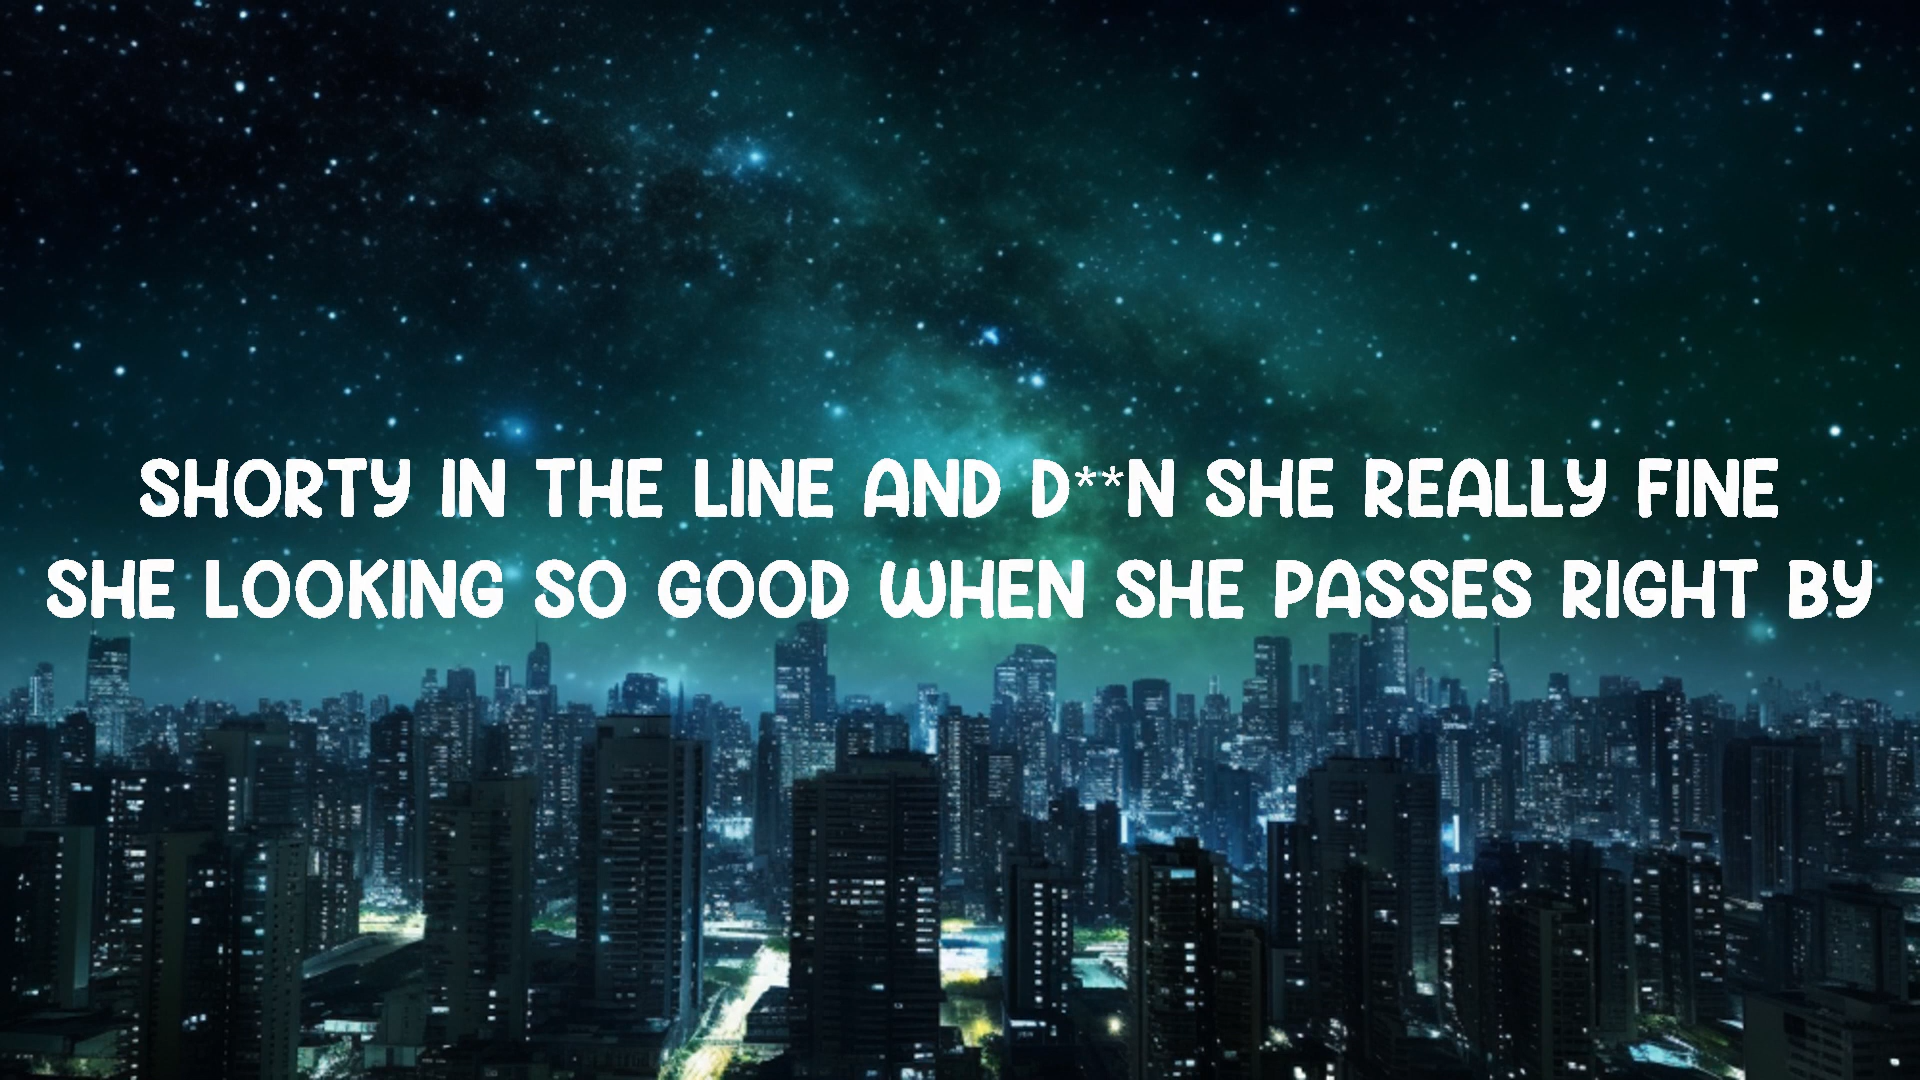 SHORTY IN THE LINE AND D**N SHE REALLY FINE
SHE LOOKING SO GOOD WHEN SHE PASSES RIGHT BY